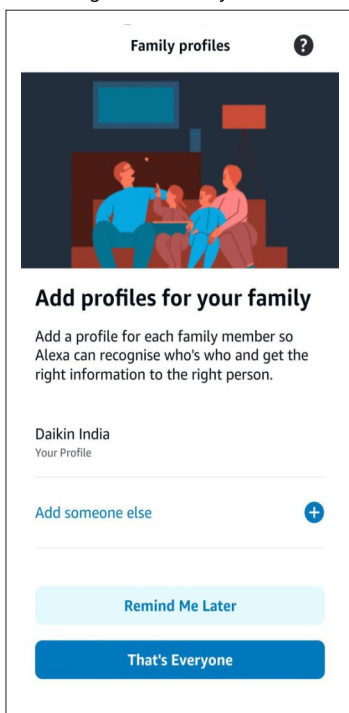 Family profiles
?
Add profiles for your family
Add a profile for each family member so
Alexa can recognise who's who and get the
right information to the right person.
Daikin India
Your Profile
Add someone else
Remind Me Later
That's Everyone